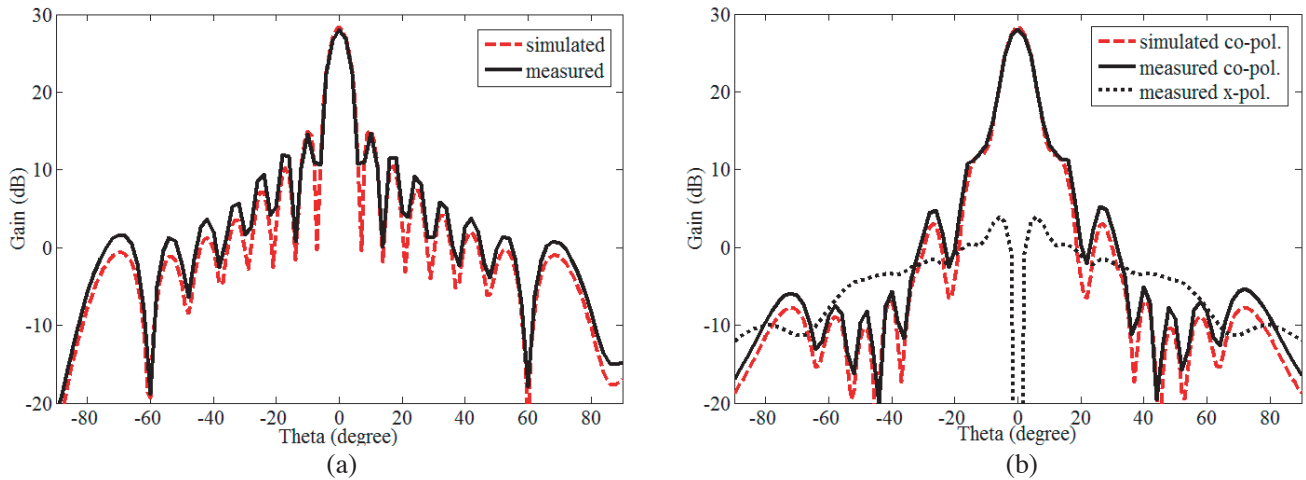 30
20
10
0
-10
-20
Gain (dB)
-80 -60 -40 -20 0 20 40 60 80
Theta (degree)
simulated
measured
(a)
30
20
10
0
-10
-20
Gain (dB)
-80 -60 -40 -20 0 20 40 60 80
Theta (degree)
simulated co-pol.
measured co-pol.
measured x-pol.
(b)